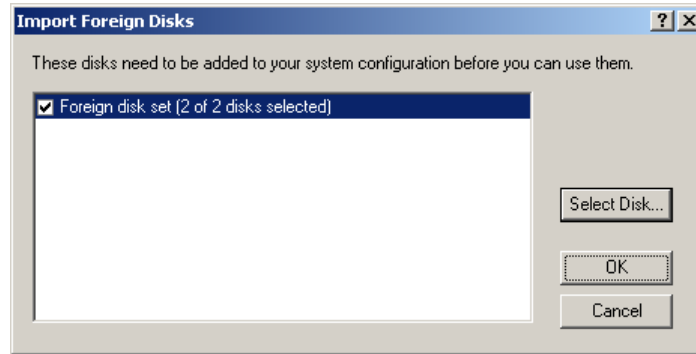 Import Foreign Disks
These disks need to be added to your system configuration before you can use them.
Foreign disk set (2 of 2 disks selected)
Select Disk...
OK
Cancel